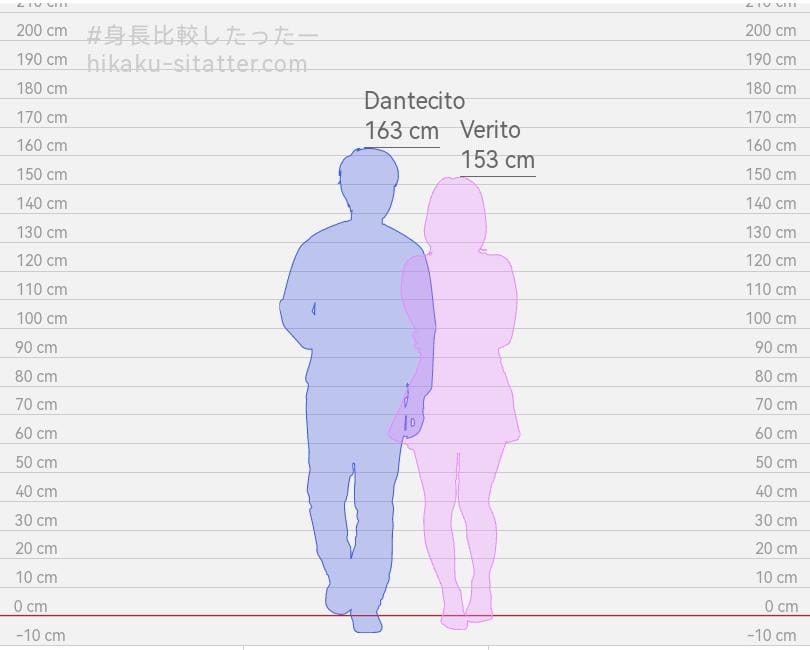 210 cm 210 cm
200 cm #身長比較したったー 200 cm
190 cm hikaku-sitatter.com 190 cm
180 cm 180 cm
Dantecito
170 cm 170 cm
163 cm Verito
160 cm 160 cm
153 cm
150 cm 150 cm
140 cm 140 cm
130 cm 130 cm
120 cm 120 cm
110 cm 110 cm
100 cm 100 cm
90 cm 90 cm
80 cm 80 cm
70 cm 70 cm
60 cm 60 cm
50 cm 50 cm
40 cm 40 cm
30 cm 30 cm
20 cm 20 cm
10 cm 10 cm
0 cm 0 cm
-10 cm -10 cm